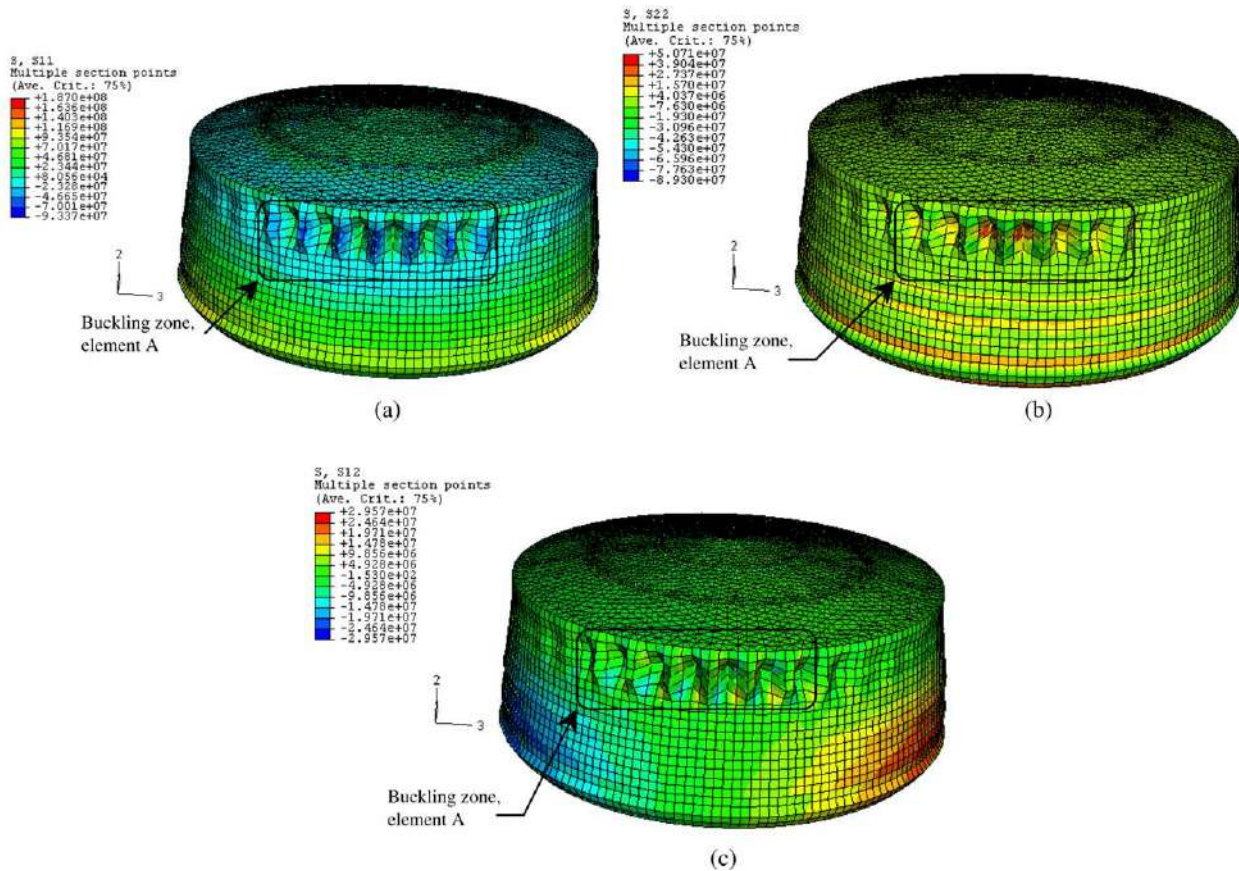 S, S11
Multiple section points
(Ave. Crit.: 75%)
+1.870e+08
+1.636e+08
+1.403e+08
+1.169e+08
+9.354e+07
+7.017e+07
+4.681e+07
+2.344e+07
+8.056e+04
-2.328e+07
-4.665e+07
-7.001e+07
-9.337e+07
2
3
Buckling zone,
element A
(a)
S, S22
Multiple section points
(Ave. Crit.: 75%)
+5.071e+07
+3.904e+07
+2.737e+07
+1.570e+07
+4.037e+06
-7.630e+06
-1.930e+07
-3.096e+07
-4.263e+07
-5.430e+07
-6.596e+07
-7.763e+07
-8.930e+07
2
3
Buckling zone,
element A
(b)
S, S12
Multiple section points
(Ave. Crit.: 75%)
+2.957e+07
+2.464e+07
+1.971e+07
+1.478e+07
+9.856e+06
+4.928e+06
-1.530e+02
-4.928e+06
-9.856e+06
-1.478e+07
-1.971e+07
-2.464e+07
-2.957e+07
2
3
Buckling zone,
element A
(c)